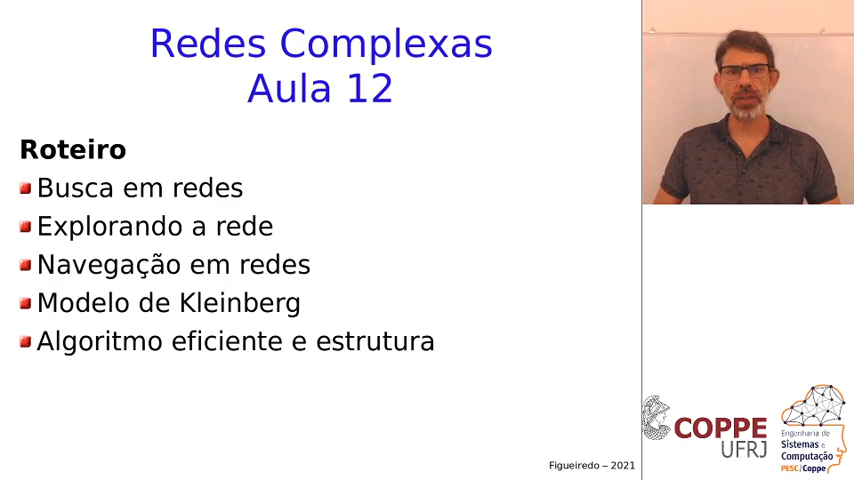 Redes Complexas
Aula 12
Roteiro
Busca em redes
Explorando a rede
Navegação em redes
Modelo de Kleinberg
Algoritmo eficiente e estrutura
Figueiredo – 2021
COPPE
UFRJ
Engenharia de
Sistemas e
Computação
PESC/Coppe